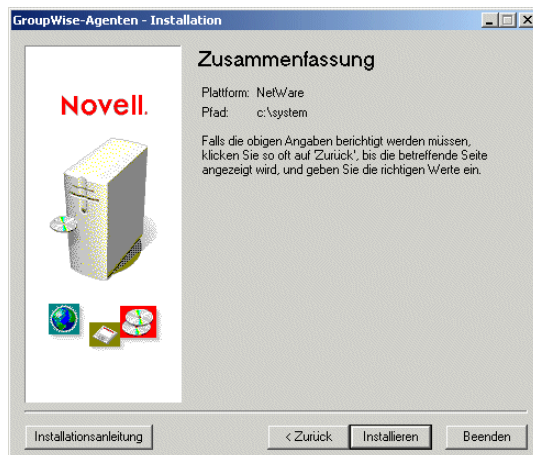 GroupWise-Agenten - Installation
Novell.
Zusammenfassung
Plattform: NetWare
Pfad: c:\system
Falls die obigen Angaben berichtigt werden müssen,
klicken Sie so oft auf 'Zurück', bis die betreffende Seite
angezeigt wird, und geben Sie die richtigen Werte ein.
Installationsanleitung
< Zurück
Installieren
Beenden